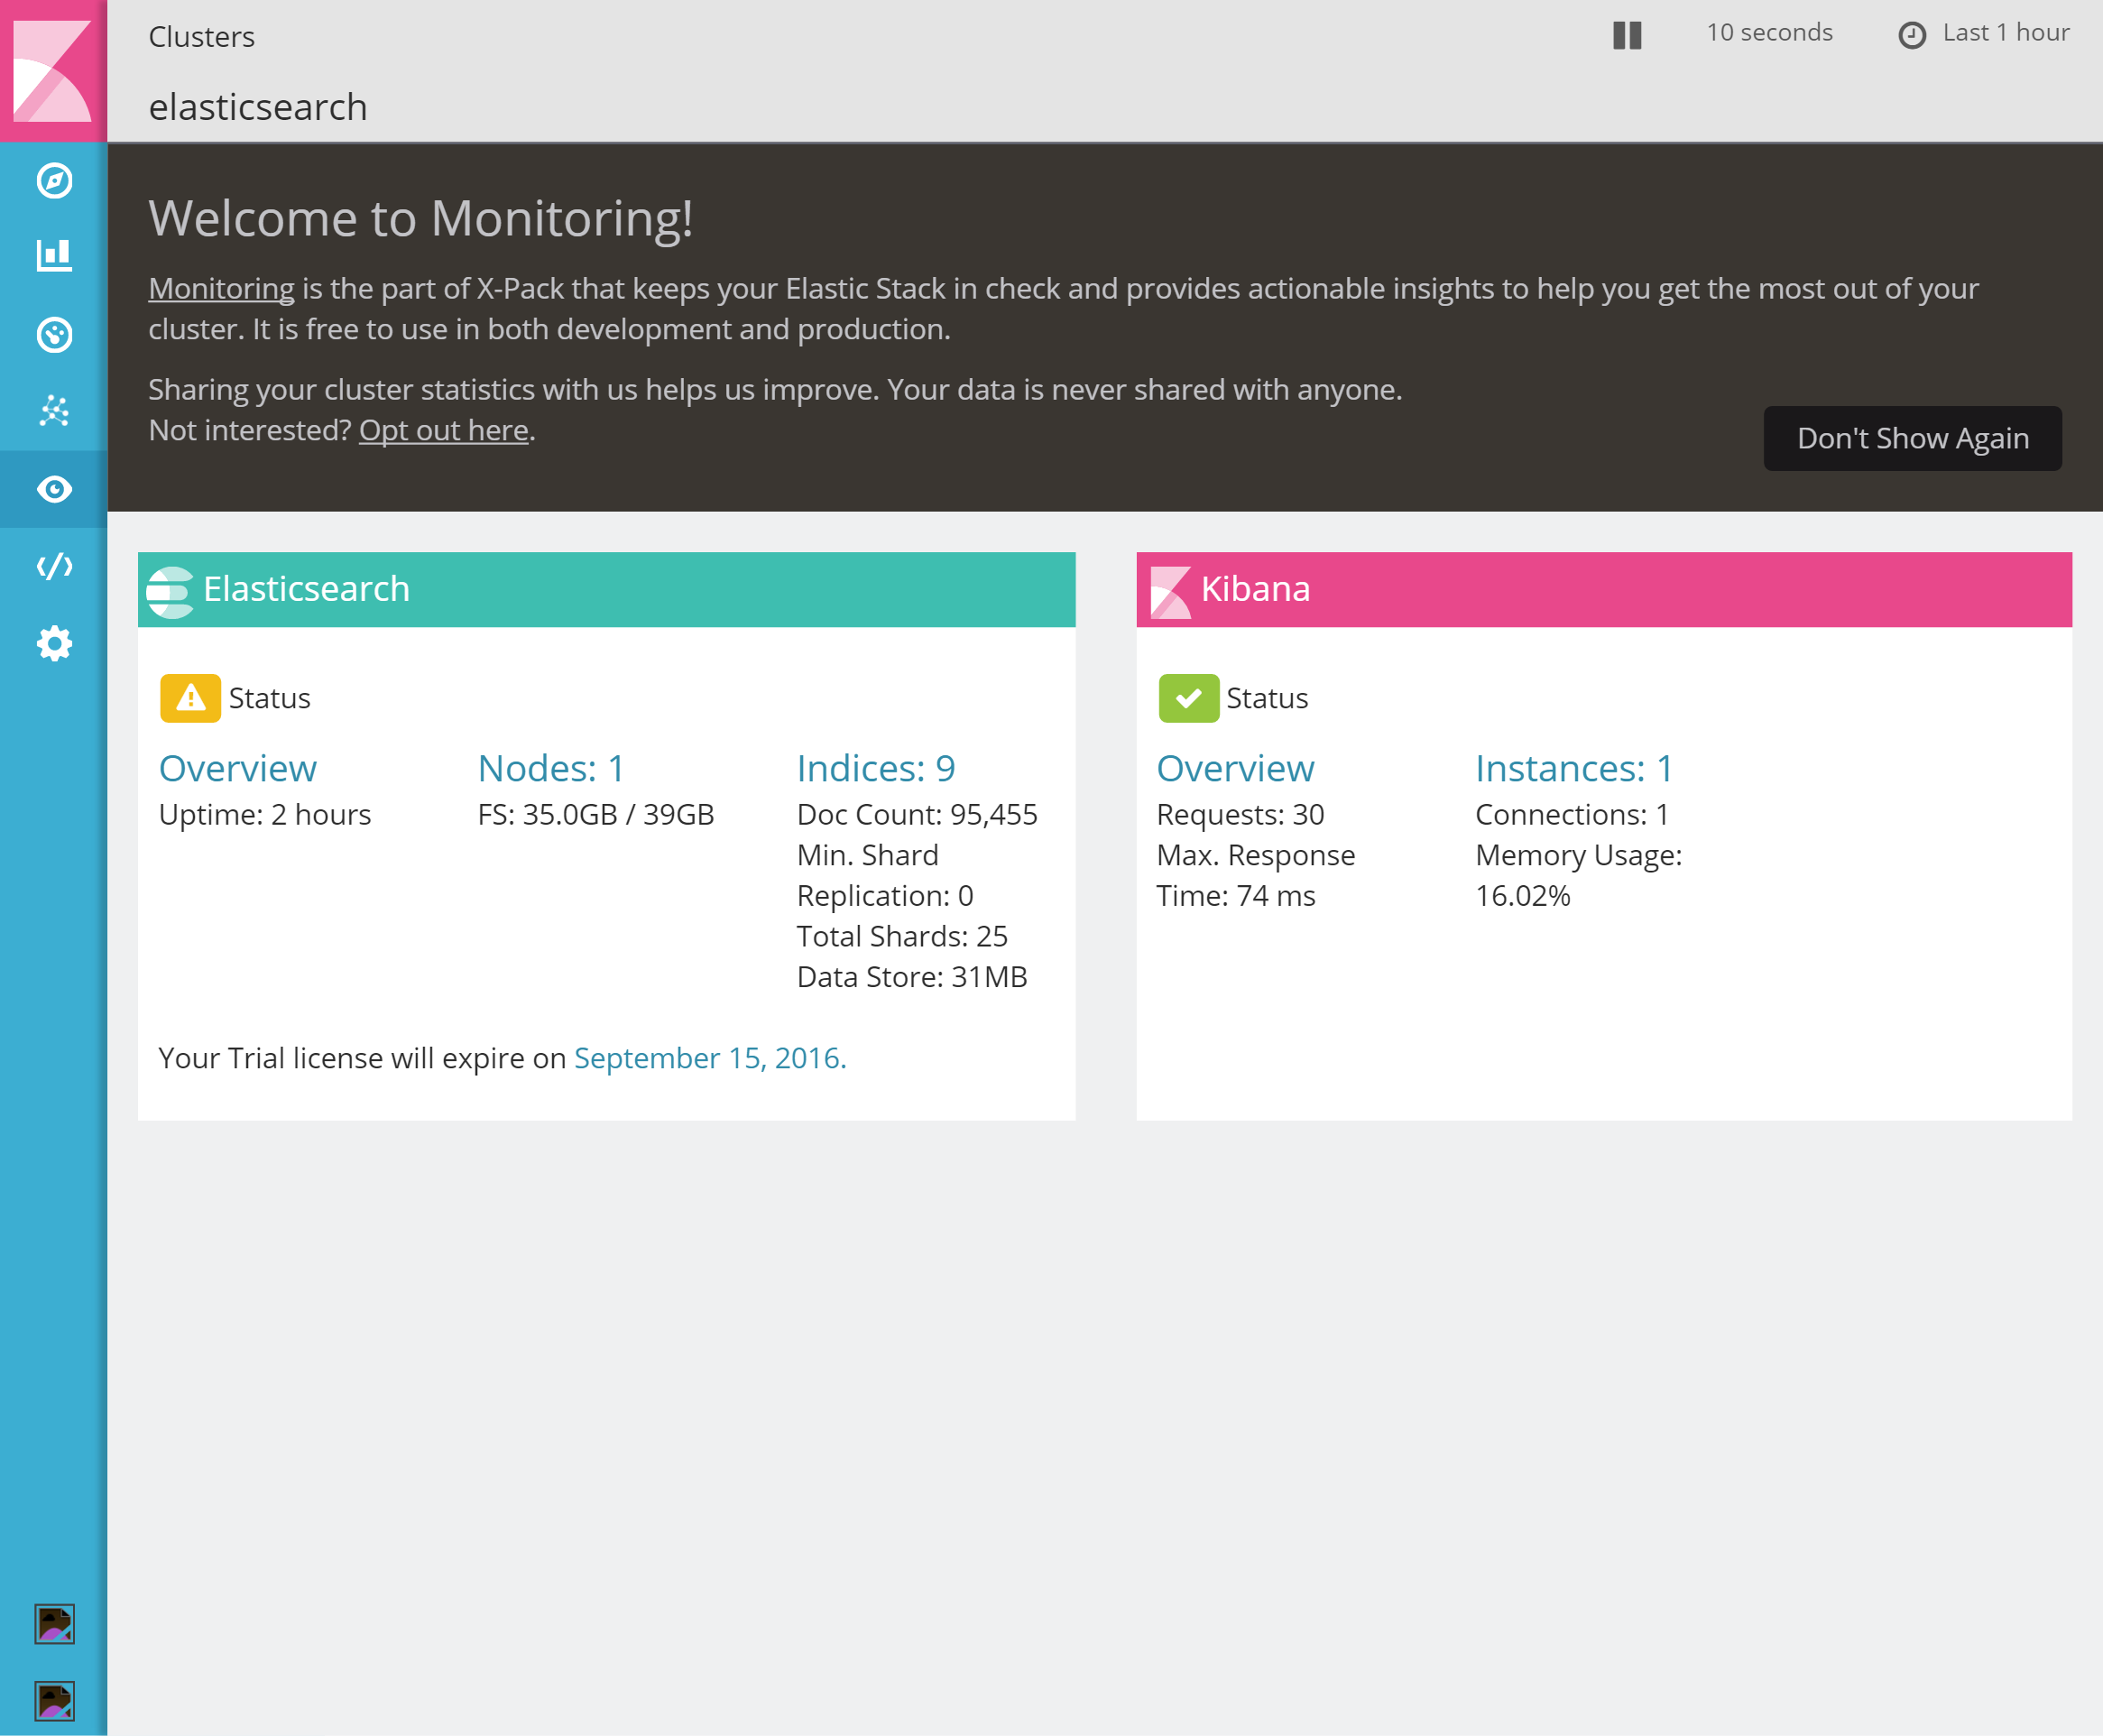 Clusters
10 seconds
Last 1 hour
elasticsearch
Welcome to Monitoring!
Monitoring is the part of X-Pack that keeps your Elastic Stack in check and provides actionable insights to help you get the most out of your
cluster. It is free to use in both development and production.
Sharing your cluster statistics with us helps us improve. Your data is never shared with anyone.
Not interested? Opt out here.
Don't Show Again
Elasticsearch
Status
Overview
Uptime: 2 hours
Nodes: 1
FS: 35.0GB / 39GB
Indices: 9
Doc Count: 95,455
Min. Shard
Replication: 0
Total Shards: 25
Data Store: 31MB
Your Trial license will expire on September 15, 2016.
Kibana
Status
Overview
Requests: 30
Max. Response
Time: 74 ms
Instances: 1
Connections: 1
Memory Usage:
16.02%